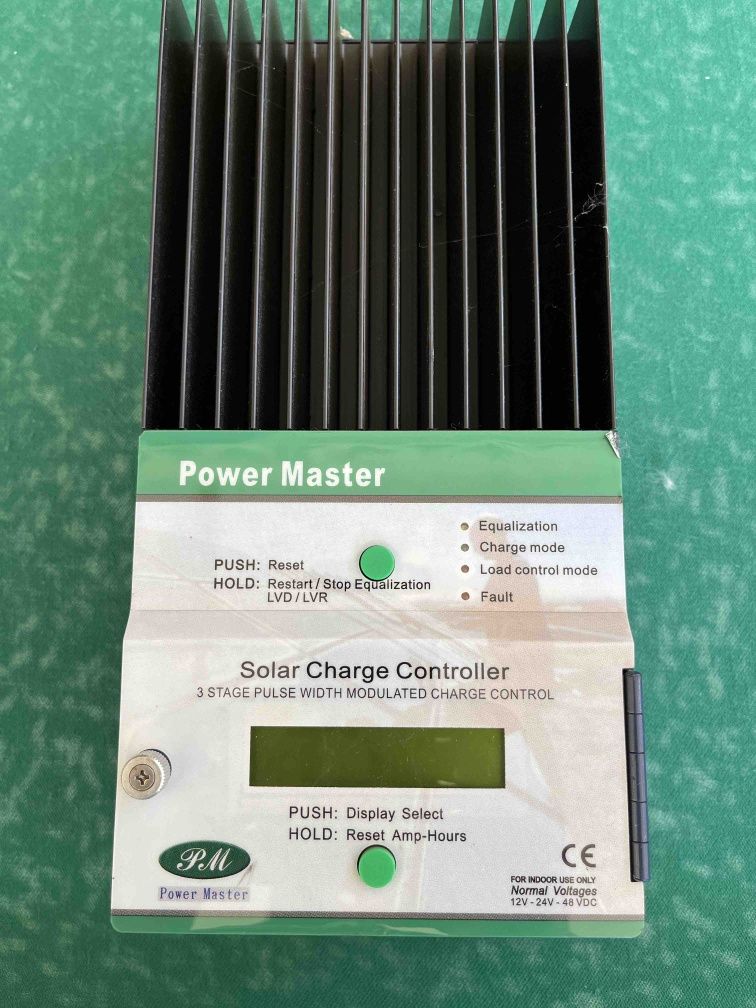 Power Master
Equalization
Charge mode
Load control mode
Fault
PUSH: Reset
HOLD: Restart / Stop Equalization
LVD / LVR
Solar Charge Controller
3 STAGE PULSE WIDTH MODULATED CHARGE CONTROL
PUSH: Display Select
HOLD: Reset Amp-Hours
PM
Power Master
CE
FOR INDOOR USE ONLY
Normal Voltages
12V - 24V - 48 VDC